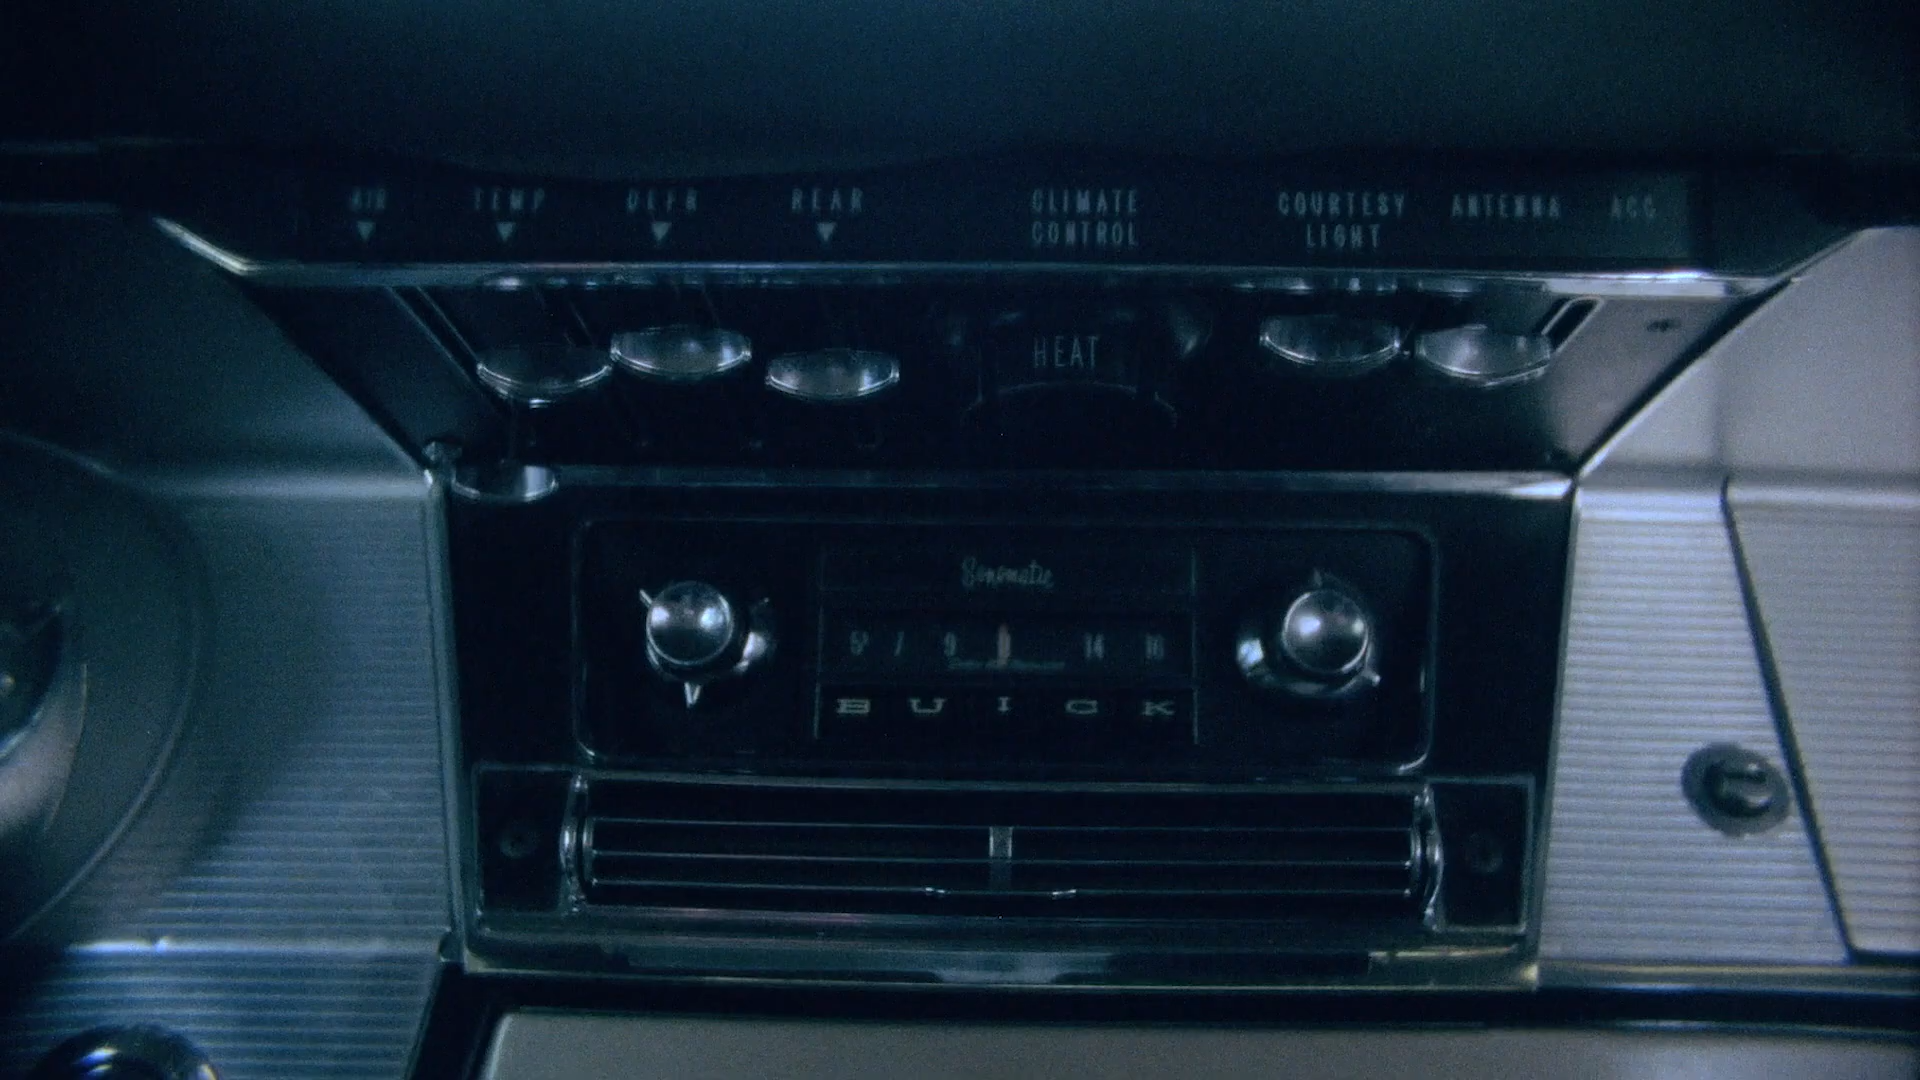 AIR TEMP DEFR REAR CLIMATE CONTROL COURTESY LIGHT ANTENNA ACC
HEAT
Sonomatic
5 7 9 14 16
BUICK